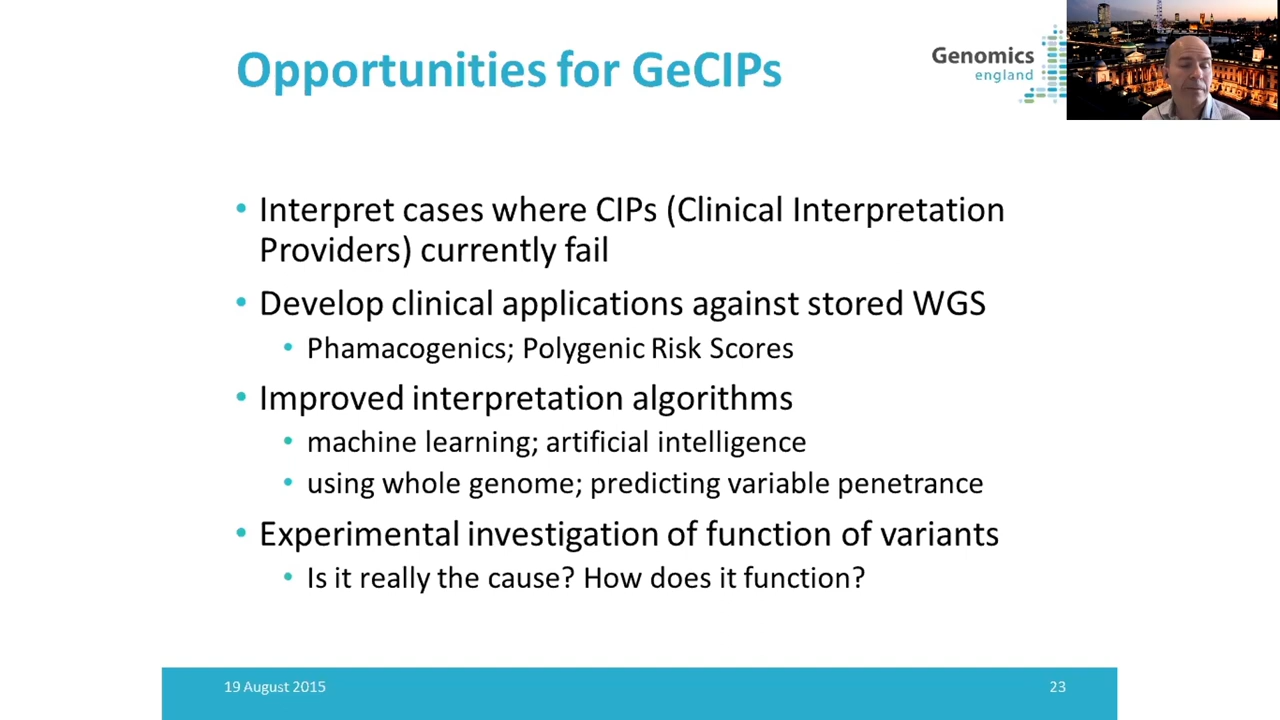 Opportunities for GeCIPs
Genomics
england
• Interpret cases where CIPs (Clinical Interpretation
Providers) currently fail
• Develop clinical applications against stored WGS
• Phamacogenics; Polygenic Risk Scores
• Improved interpretation algorithms
• machine learning; artificial intelligence
• using whole genome; predicting variable penetrance
• Experimental investigation of function of variants
• Is it really the cause? How does it function?
19 August 2015
23